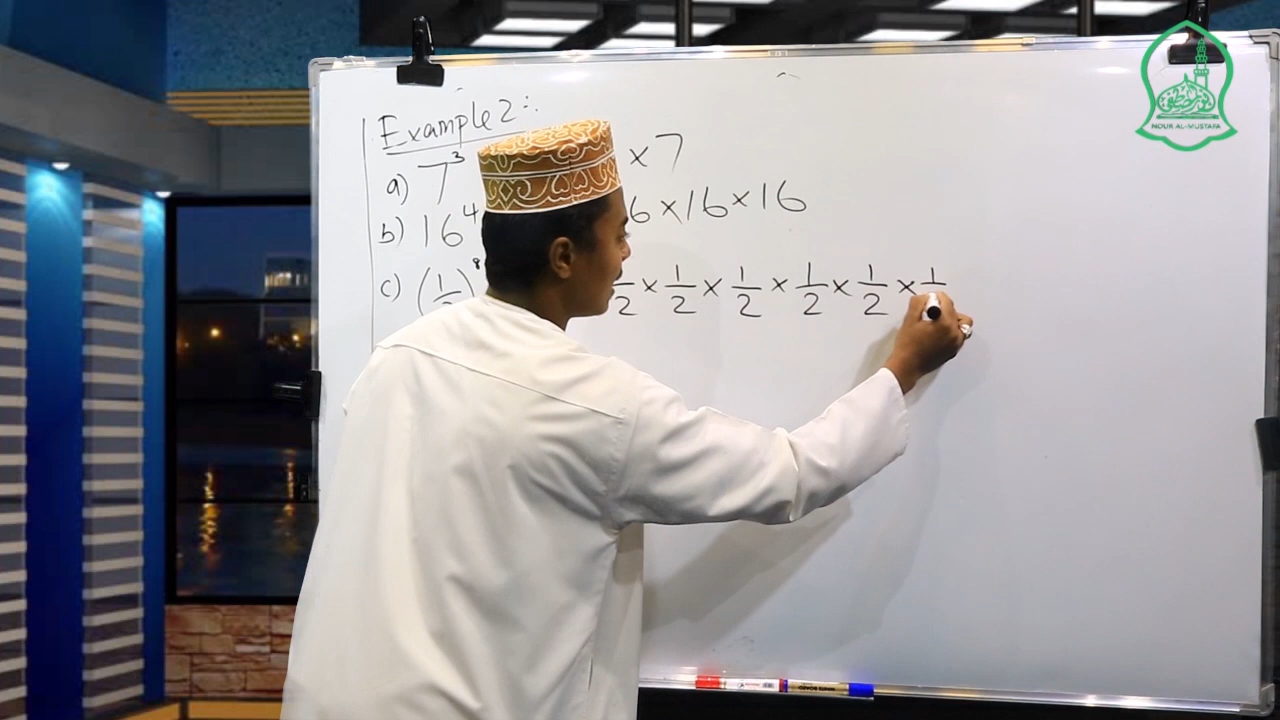 Example 2:
a) 7³ × 7
b) 16⁴ 6 × 16 × 16
c) (1/2)⁸ 1/2 × 1/2 × 1/2 × 1/2 × 1/2 × 1
NOUR AL-MUSTAFA